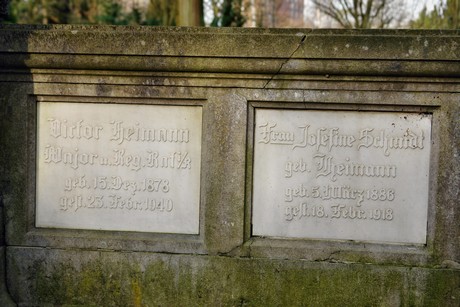 Victor Heimann
Major u. Reg. Rat
geb. 15. Dez. 1878
gest. 23. Febr. 1940
Frau Josefine Schmidt
geb. Heimann
geb. 5. März 1886
gest. 18. Febr. 1918